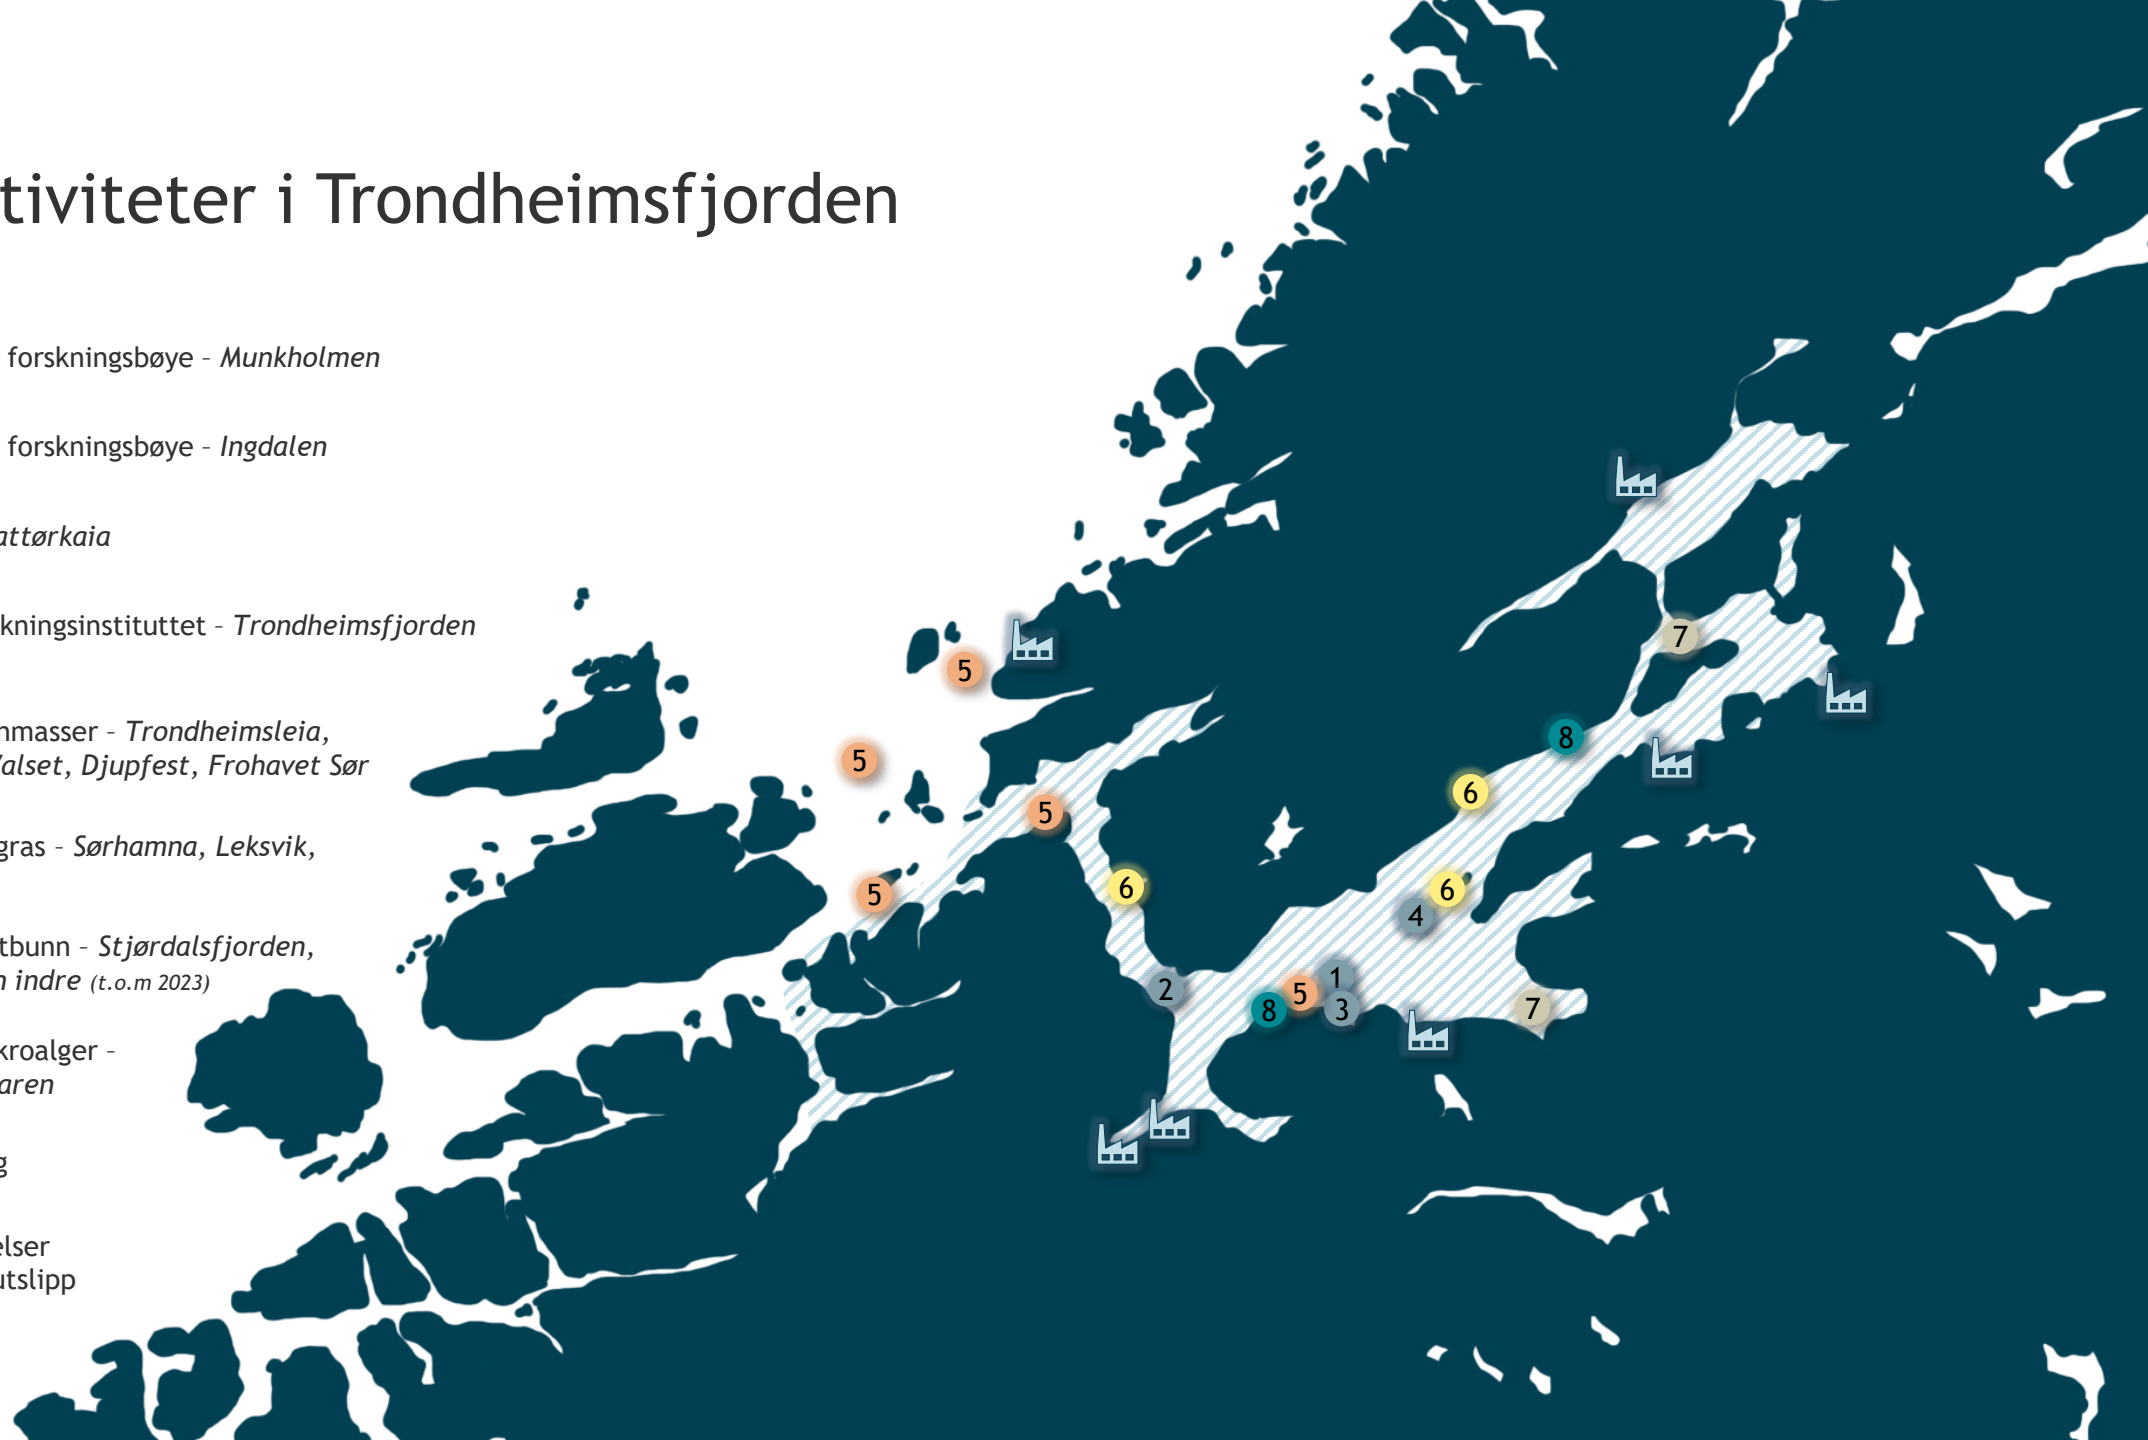 tiviteter i Trondheimsfjorden
forskningsbøye – Munkholmen
forskningsbøye – Ingdalen
attørkaia
kningsinstituttet – Trondheimsfjorden
nmasser – Trondheimsleia,
Valset, Djupfest, Frohavet Sør
gras – Sørhamna, Leksvik,
tbunn – Stjørdalsfjorden,
n indre (t.o.m 2023)
kroalger –
aren
g
elser
utslipp
5
5
5
5
6
2
8
5
1
3
4
6
6
8
7
7